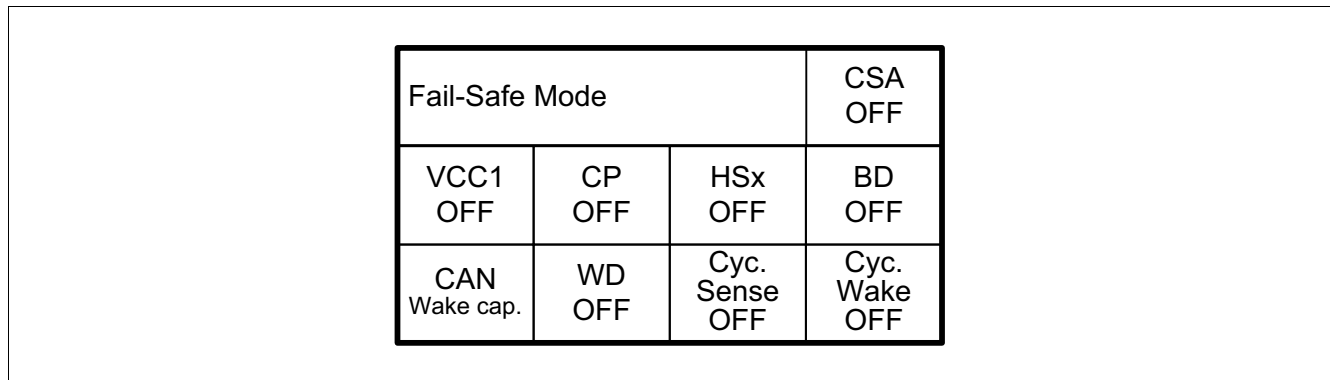 Fail-Safe Mode
CSA
OFF
VCC1
OFF
CP
OFF
HSx
OFF
BD
OFF
CAN
Wake cap.
WD
OFF
Cyc.
Sense
OFF
Cyc.
Wake
OFF